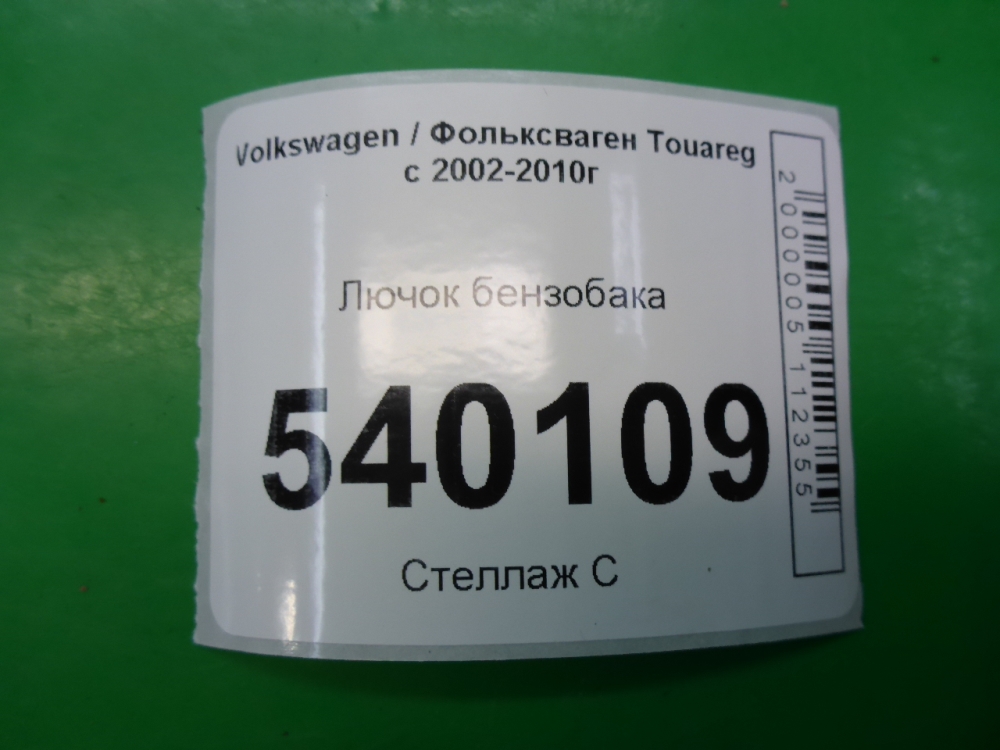 Volkswagen / Фольксваген Touareg
с 2002-2010г
Лючок бензобака
540109
Стеллаж С
2000005112355